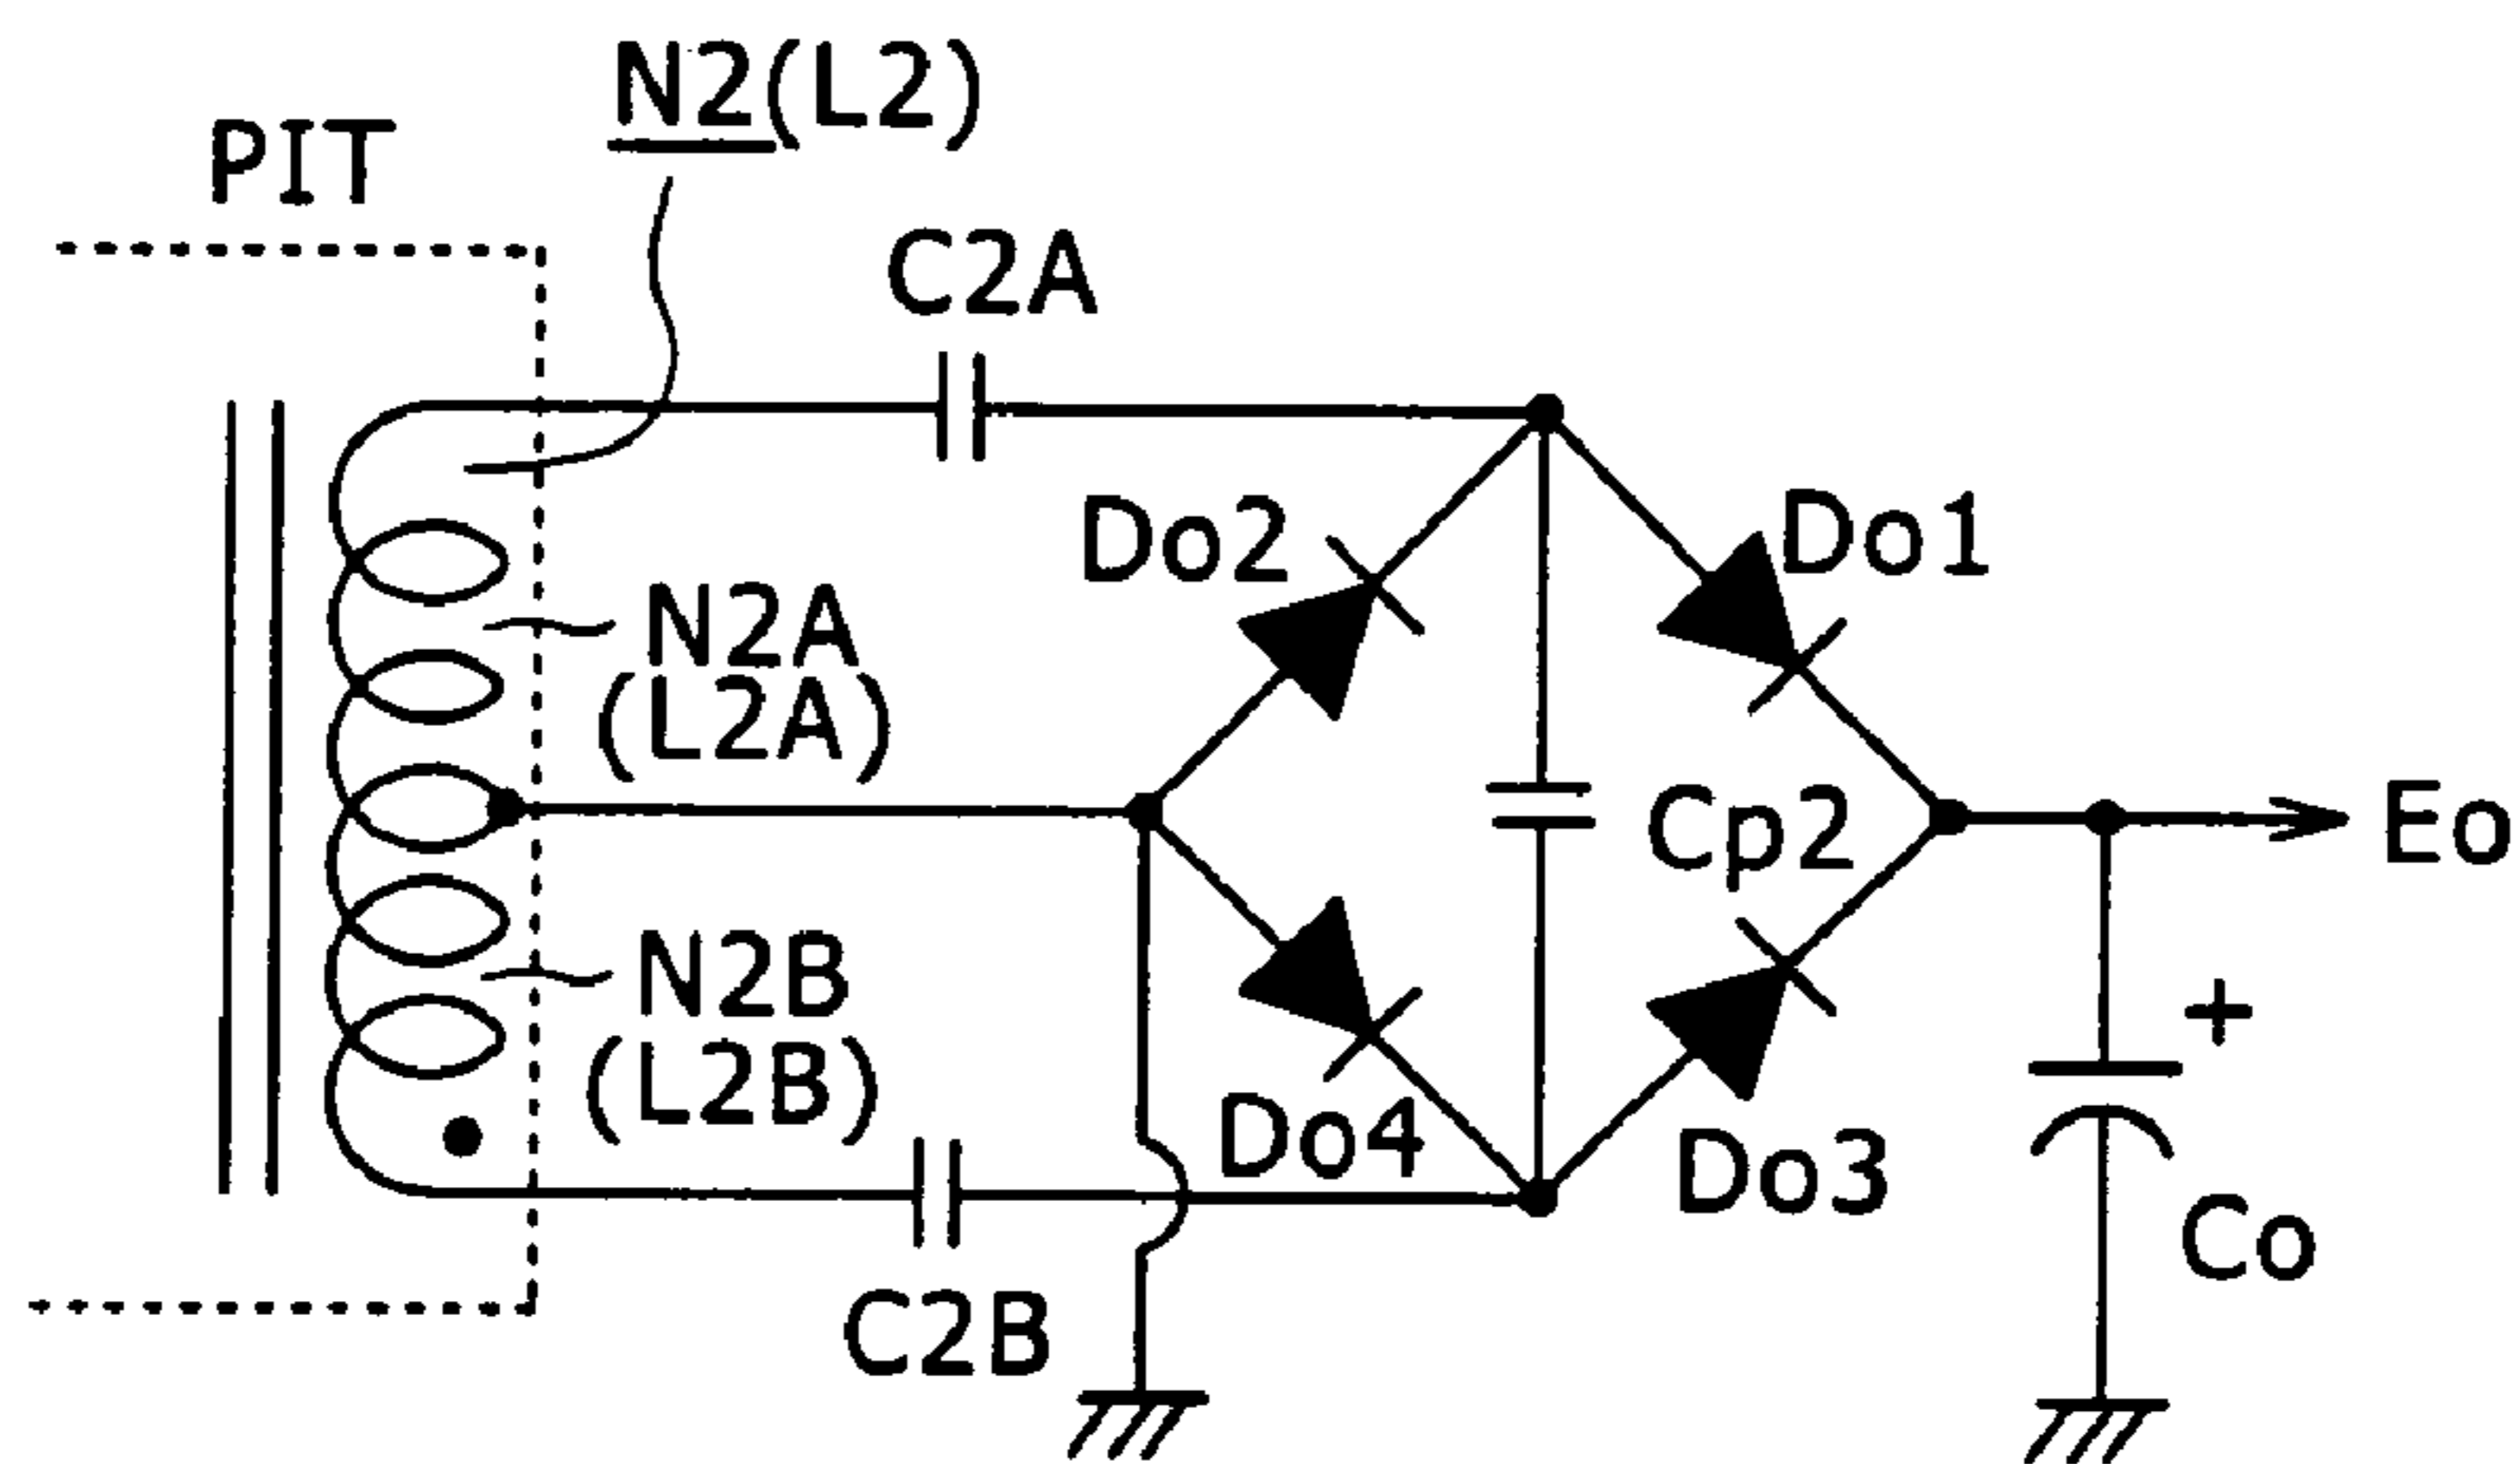 N2(L2)
PIT
C2A
Do2
Do1
N2A
(L2A)
Cp2
Eo
N2B
(L2B)
+
Do4
Do3
Co
C2B